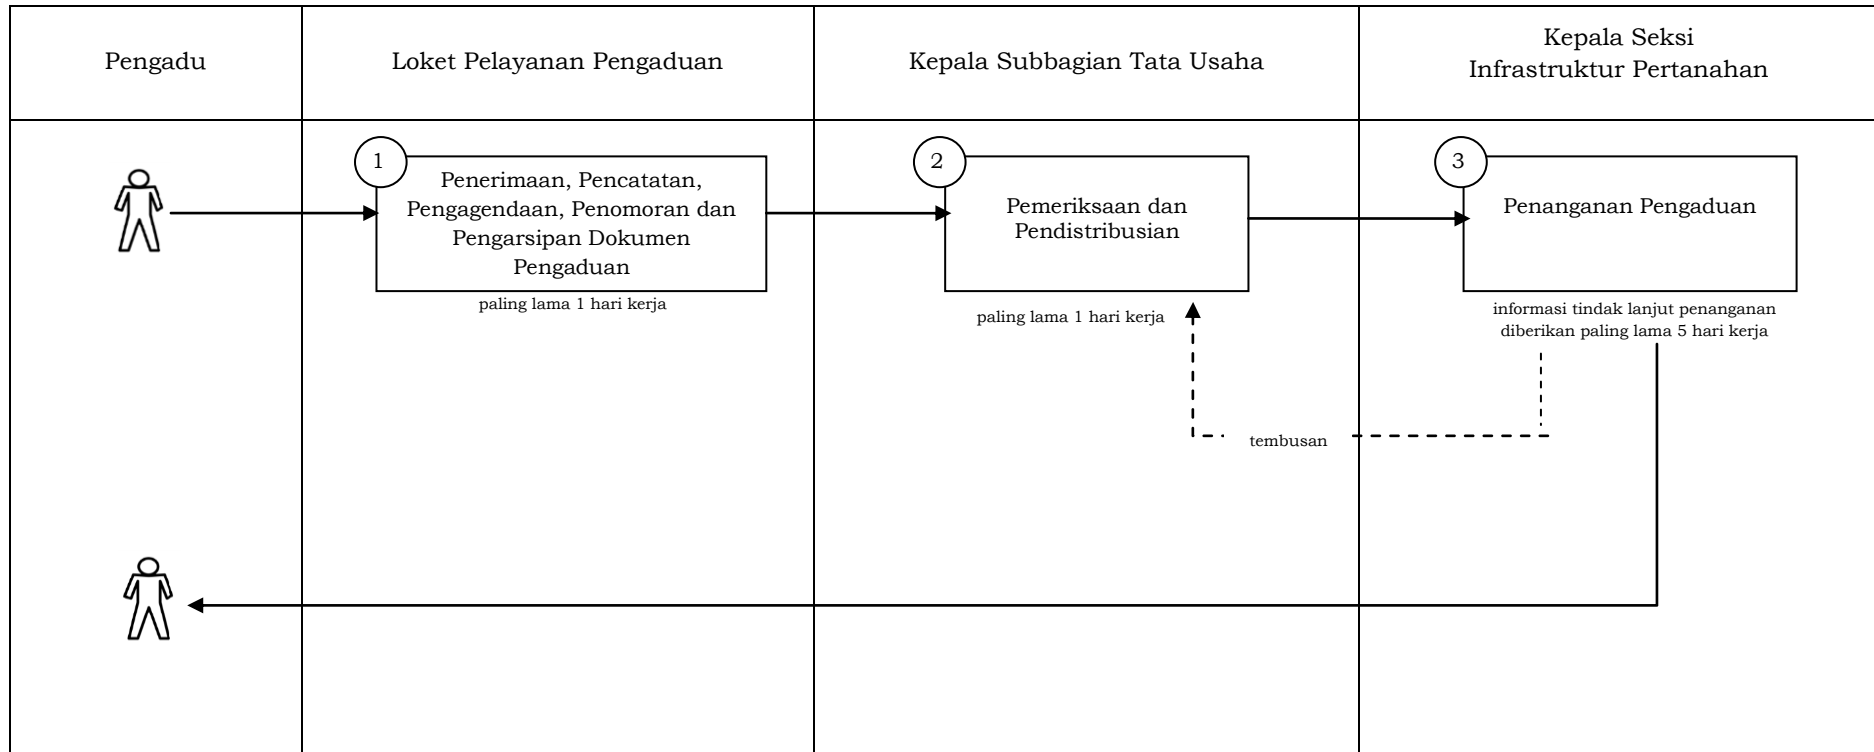 Pengadu
Loket Pelayanan Pengaduan
Kepala Subbagian Tata Usaha
Kepala Seksi
Infrastruktur Pertanahan
1
Penerimaan, Pencatatan,
Pengagendaan, Penomoran dan
Pengarsipan Dokumen
Pengaduan
paling lama 1 hari kerja
2
Pemeriksaan dan
Pendistribusian
paling lama 1 hari kerja
3
Penanganan Pengaduan
informasi tindak lanjut penanganan
diberikan paling lama 5 hari kerja
tembusan